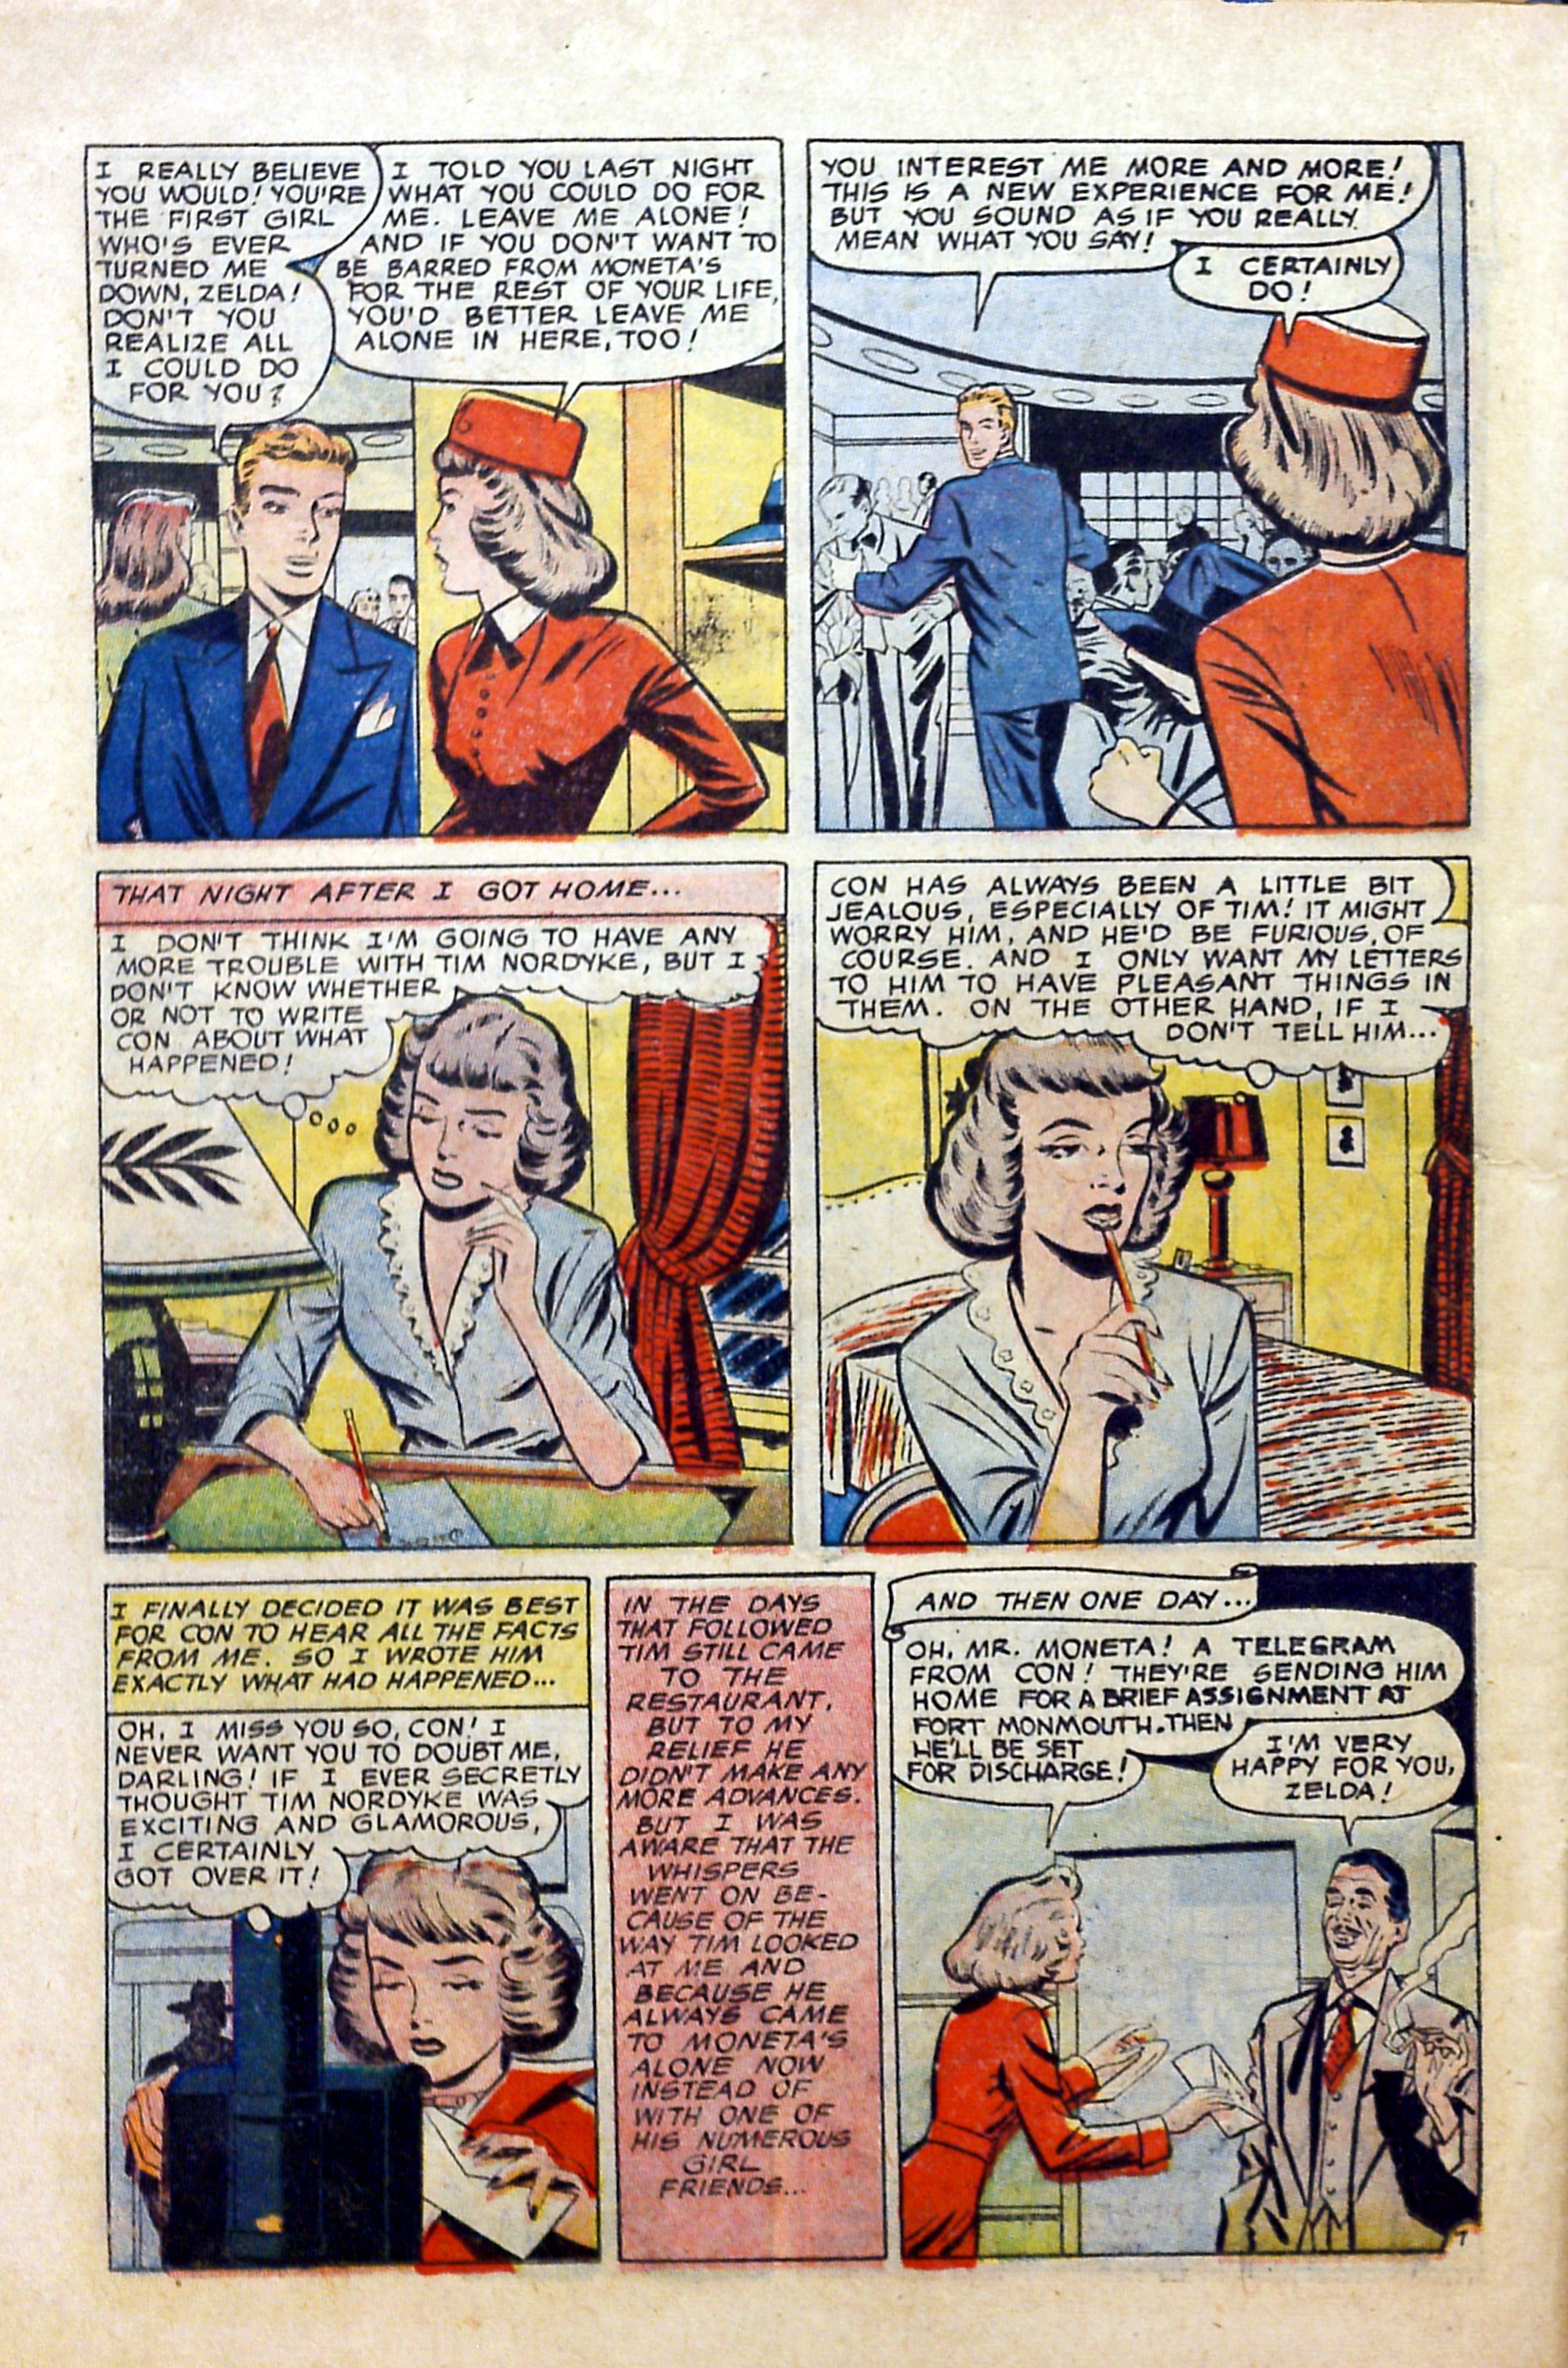 I REALLY BELIEVE
YOU WOULD! YOU'RE
THE FIRST GIRL
WHO'S EVER
TURNED ME
DOWN, ZELDA!
DON'T YOU
REALIZE ALL
I COULD DO
FOR YOU?
I TOLD YOU LAST NIGHT
WHAT YOU COULD DO FOR
ME. LEAVE ME ALONE!
AND IF YOU DON'T WANT TO
BE BARRED FROM MONETA'S
FOR THE REST OF YOUR LIFE,
YOU'D BETTER LEAVE ME
ALONE IN HERE, TOO!
YOU INTEREST ME MORE AND MORE!
THIS IS A NEW EXPERIENCE FOR ME!
BUT YOU SOUND AS IF YOU REALLY
MEAN WHAT YOU SAY!
I CERTAINLY
DO!
THAT NIGHT AFTER I GOT HOME...
I DON'T THINK I'M GOING TO HAVE ANY
MORE TROUBLE WITH TIM NORDYKE, BUT I
DON'T KNOW WHETHER
OR NOT TO WRITE
CON ABOUT WHAT
HAPPENED!
CON HAS ALWAYS BEEN A LITTLE BIT
JEALOUS, ESPECIALLY OF TIM! IT MIGHT
WORRY HIM, AND HE'D BE FURIOUS, OF
COURSE. AND I ONLY WANT MY LETTERS
TO HIM TO HAVE PLEASANT THINGS IN
THEM. ON THE OTHER HAND, IF I
DON'T TELL HIM...
I FINALLY DECIDED IT WAS BEST
FOR CON TO HEAR ALL THE FACTS
FROM ME. SO I WROTE HIM
EXACTLY WHAT HAD HAPPENED...
OH, I MISS YOU SO, CON! I
NEVER WANT YOU TO DOUBT ME,
DARLING! IF I EVER SECRETLY
THOUGHT TIM NORDYKE WAS
EXCITING AND GLAMOROUS,
I CERTAINLY
GOT OVER IT!
IN THE DAYS
THAT FOLLOWED
TIM STILL CAME
TO THE
RESTAURANT,
BUT TO MY
RELIEF HE
DIDN'T MAKE ANY
MORE ADVANCES.
BUT I WAS
AWARE THAT THE
WHISPERS
WENT ON BE-
CAUSE OF THE
WAY TIM LOOKED
AT ME AND
BECAUSE HE
ALWAYS CAME
TO MONETA'S
ALONE NOW
INSTEAD OF
WITH ONE OF
HIS NUMEROUS
GIRL
FRIENDS...
AND THEN ONE DAY...
OH, MR. MONETA! A TELEGRAM
FROM CON! THEY'RE SENDING HIM
HOME FOR A BRIEF ASSIGNMENT AT
FORT MONMOUTH. THEN
HE'LL BE SET
FOR DISCHARGE!
I'M VERY
HAPPY FOR YOU,
ZELDA!
7